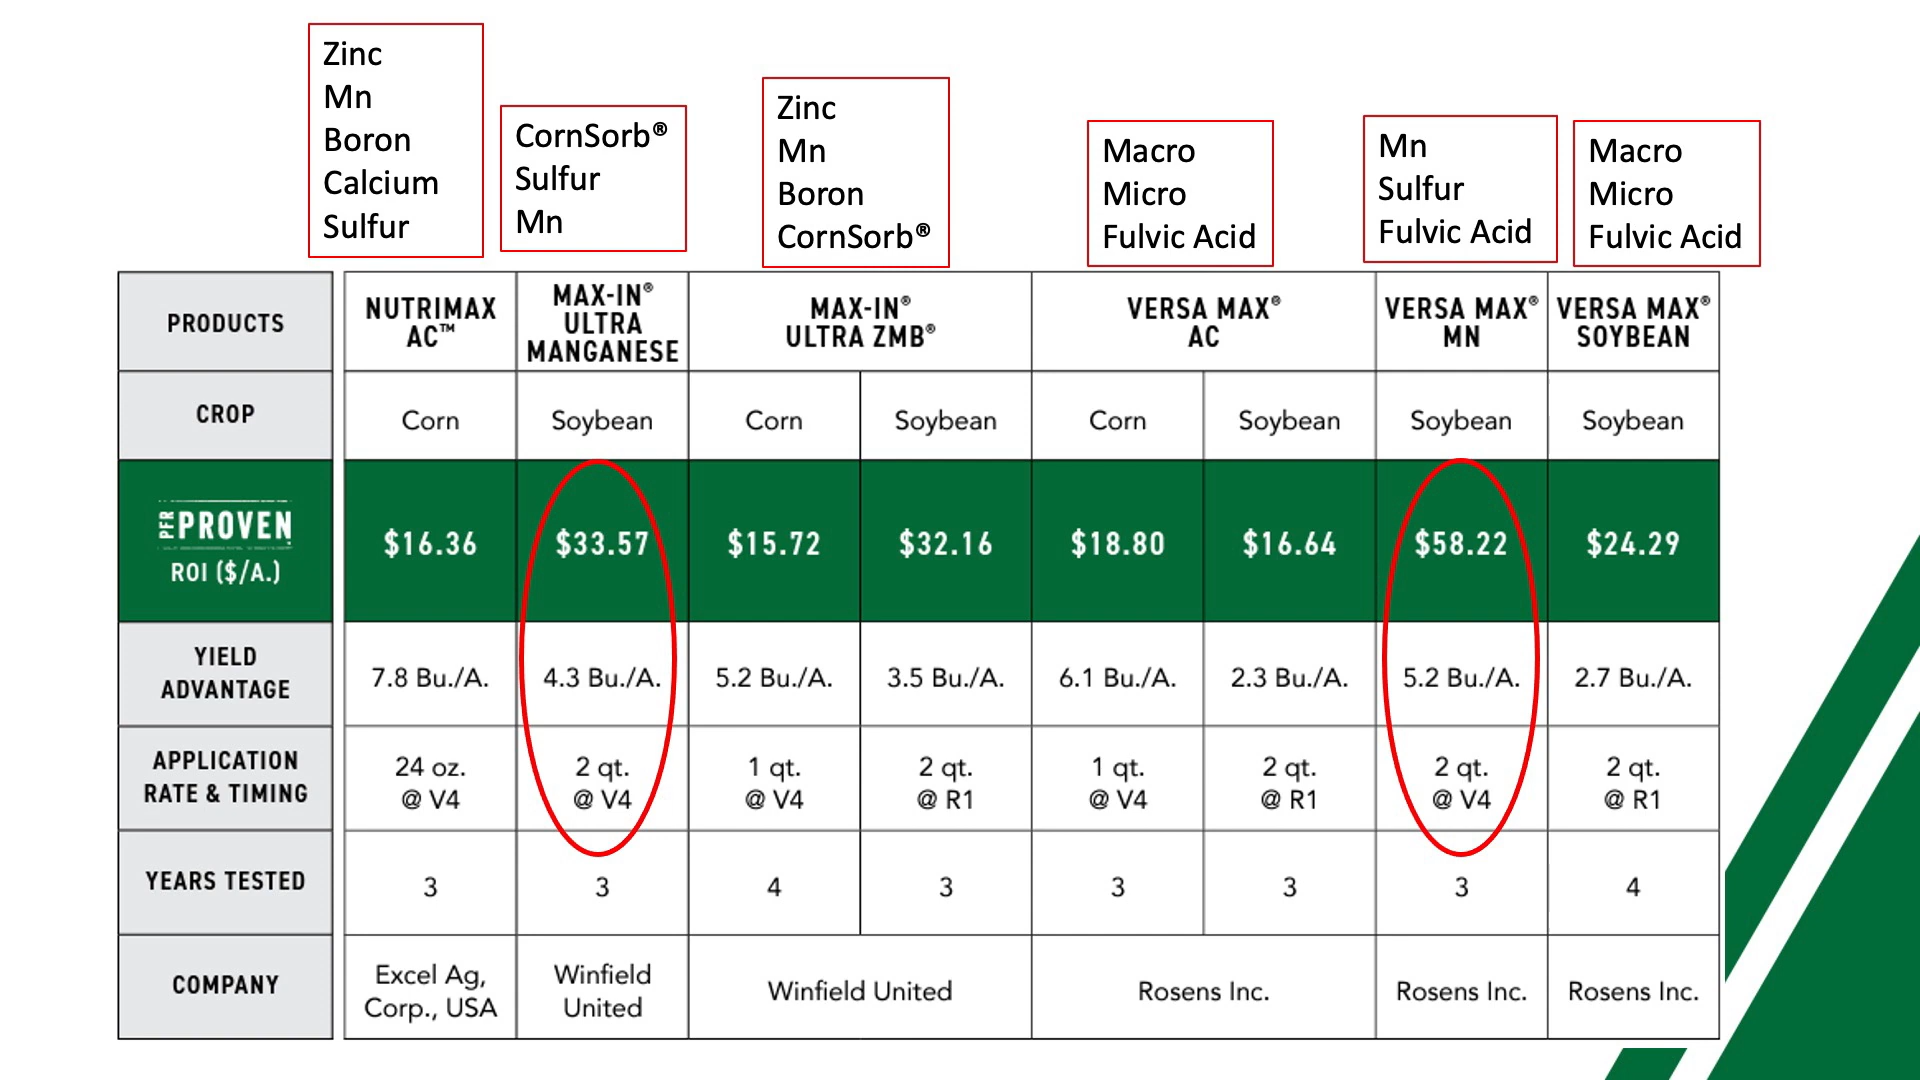 Zinc
Mn
Boron
Calcium
Sulfur
CornSorb®
Sulfur
Mn
Zinc
Mn
Boron
CornSorb®
Macro
Micro
Fulvic Acid
Mn
Sulfur
Fulvic Acid
Macro
Micro
Fulvic Acid
PRODUCTS
NUTRIMAX
AC™
MAX-IN®
ULTRA
MANGANESE
MAX-IN®
ULTRA ZMB®
VERSA MAX®
AC
VERSA MAX®
MN
VERSA MAX®
SOYBEAN
CROP
Corn
Soybean
Corn
Soybean
Corn
Soybean
Soybean
Soybean
PFR PROVEN
ROI ($/A.)
$16.36
$33.57
$15.72
$32.16
$18.80
$16.64
$58.22
$24.29
YIELD
ADVANTAGE
7.8 Bu./A.
4.3 Bu./A.
5.2 Bu./A.
3.5 Bu./A.
6.1 Bu./A.
2.3 Bu./A.
5.2 Bu./A.
2.7 Bu./A.
APPLICATION
RATE & TIMING
24 oz.
@ V4
2 qt.
@ V4
1 qt.
@ V4
2 qt.
@ R1
1 qt.
@ V4
2 qt.
@ R1
2 qt.
@ V4
2 qt.
@ R1
YEARS TESTED
3
3
4
3
3
3
3
4
COMPANY
Excel Ag,
Corp., USA
Winfield
United
Winfield United
Rosens Inc.
Rosens Inc.
Rosens Inc.